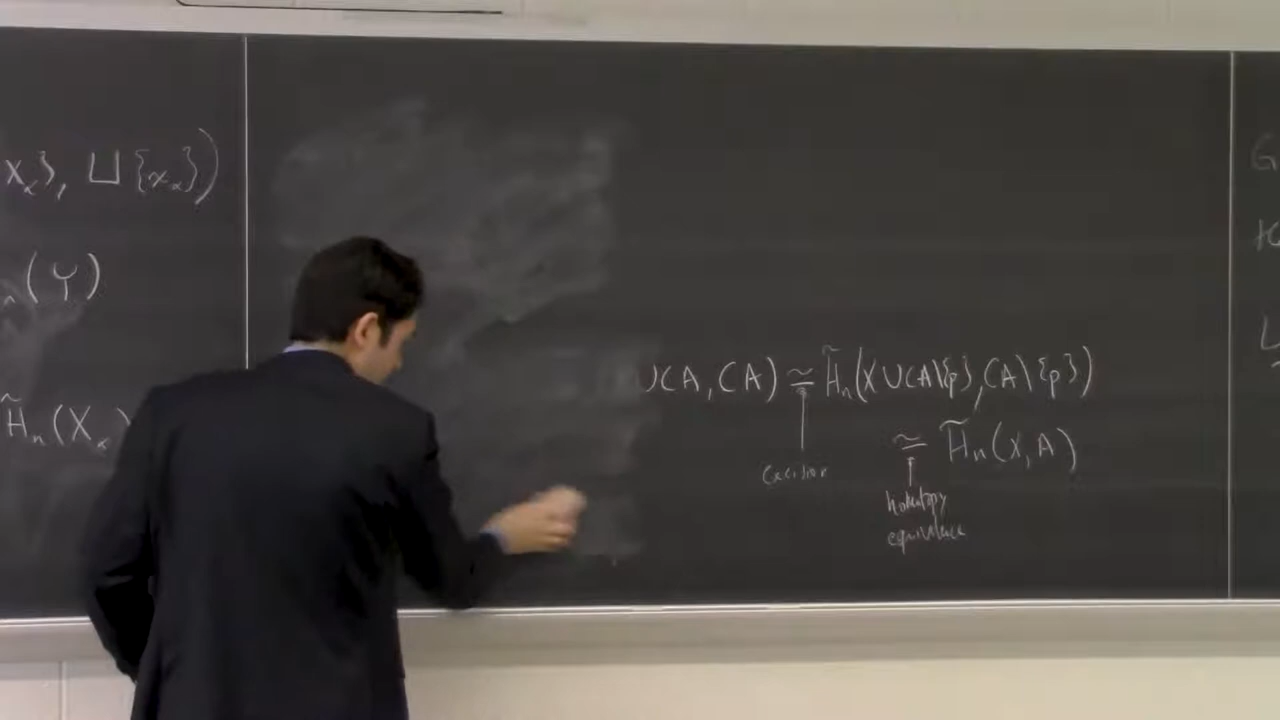 x_α}, ⊔{x_α})
(Y)
H̃_n(X_α)
∪CA, CA) ≃ H̃_n(X∪CA\{p}, CA\{p})
excision
≃ H̃_n(X, A)
homotopy
equivalence
G